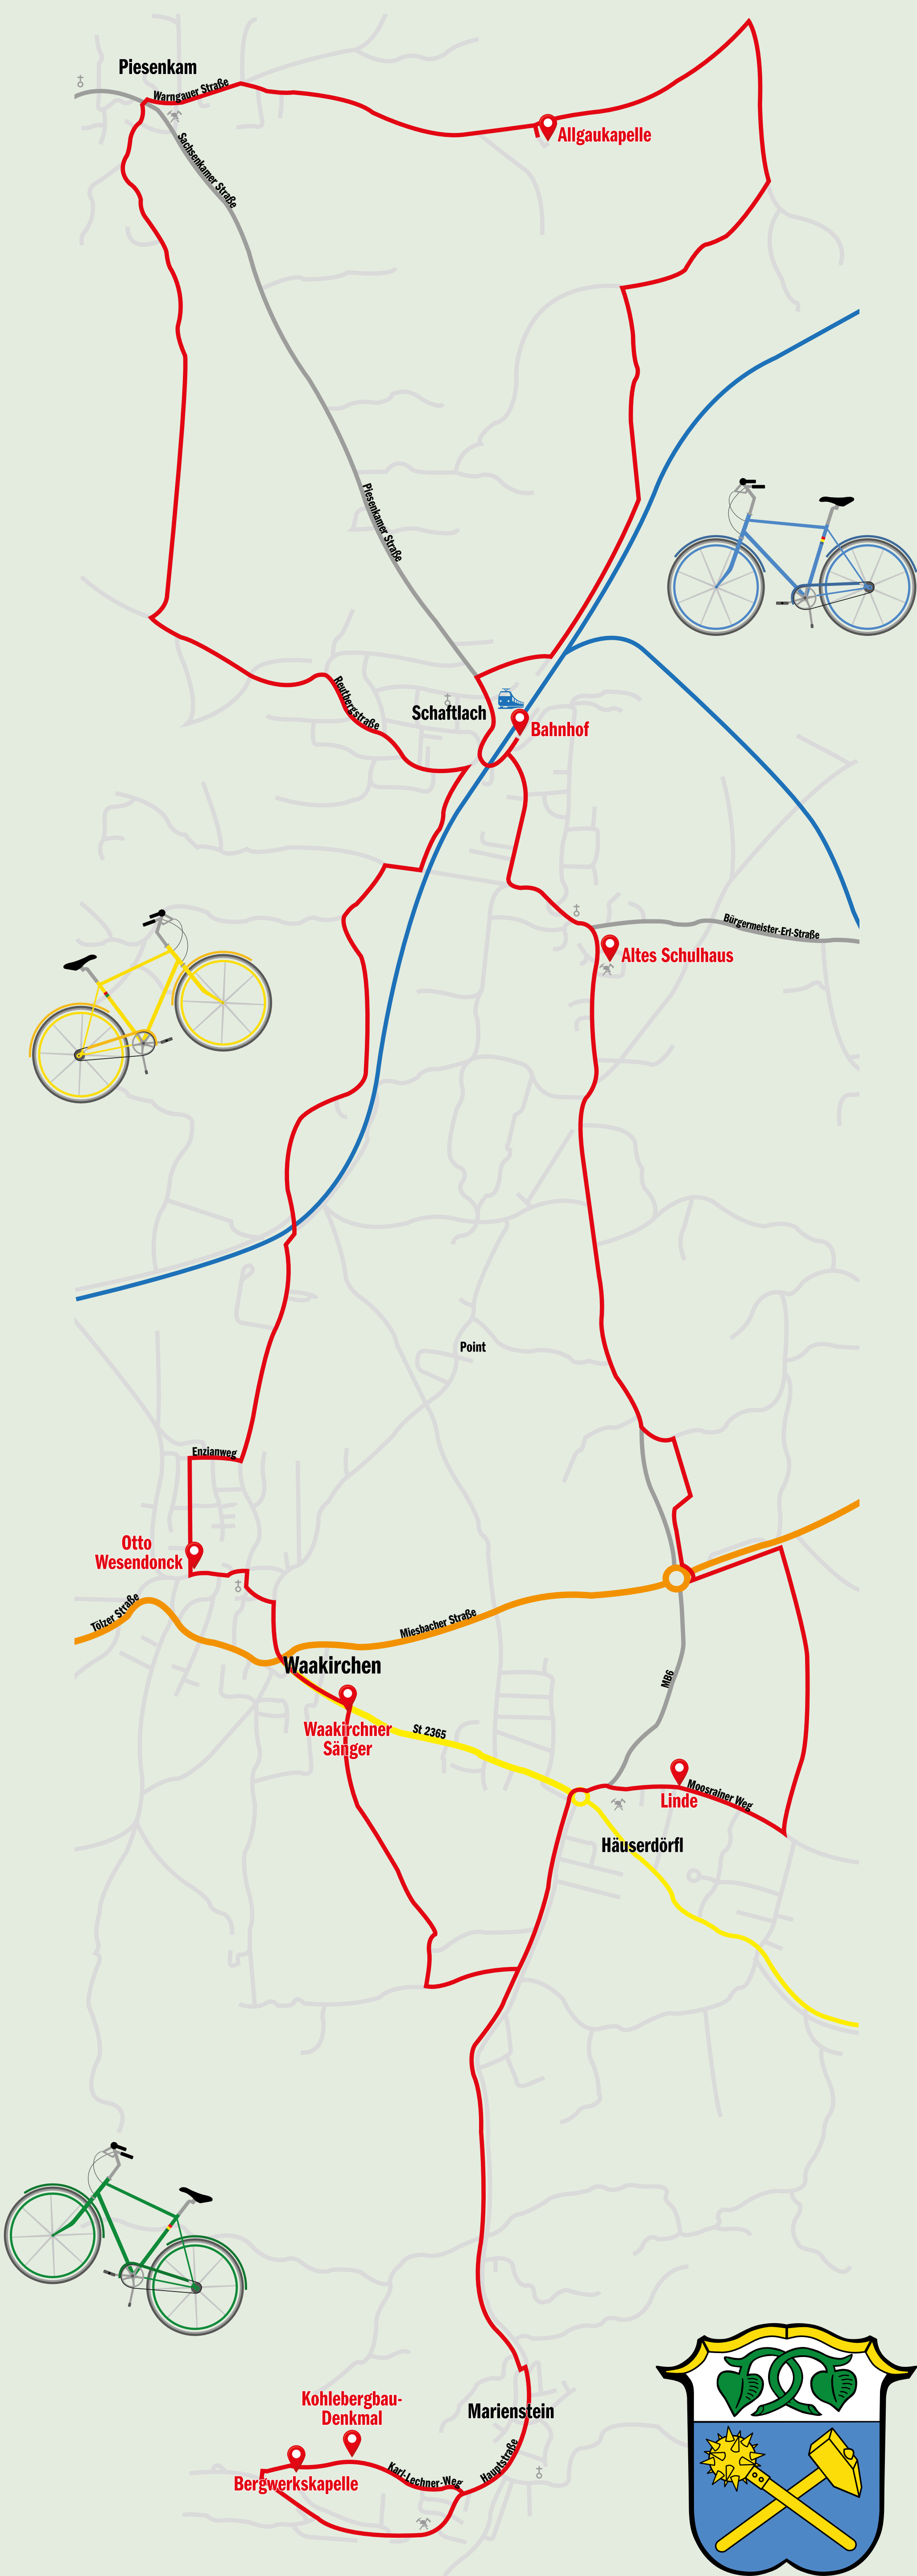 Piesenkam
Warngauer Straße
Allgaukapelle
Sachsenkamer Straße
Piesenkamer Straße
Reutbergstraße
Schaftlach
Bahnhof
Bürgermeister-Erl-Straße
Altes Schulhaus
Point
Enzianweg
Otto
Wesendonck
Tölzer Straße
Miesbacher Straße
Waakirchen
MB6
Waakirchner
Sänger
St 2365
Moosrainer Weg
Linde
Häuserdörfl
Kohlebergbau-
Denkmal
Marienstein
Hauptstraße
Karl-Lechner-Weg
Bergwerkskapelle